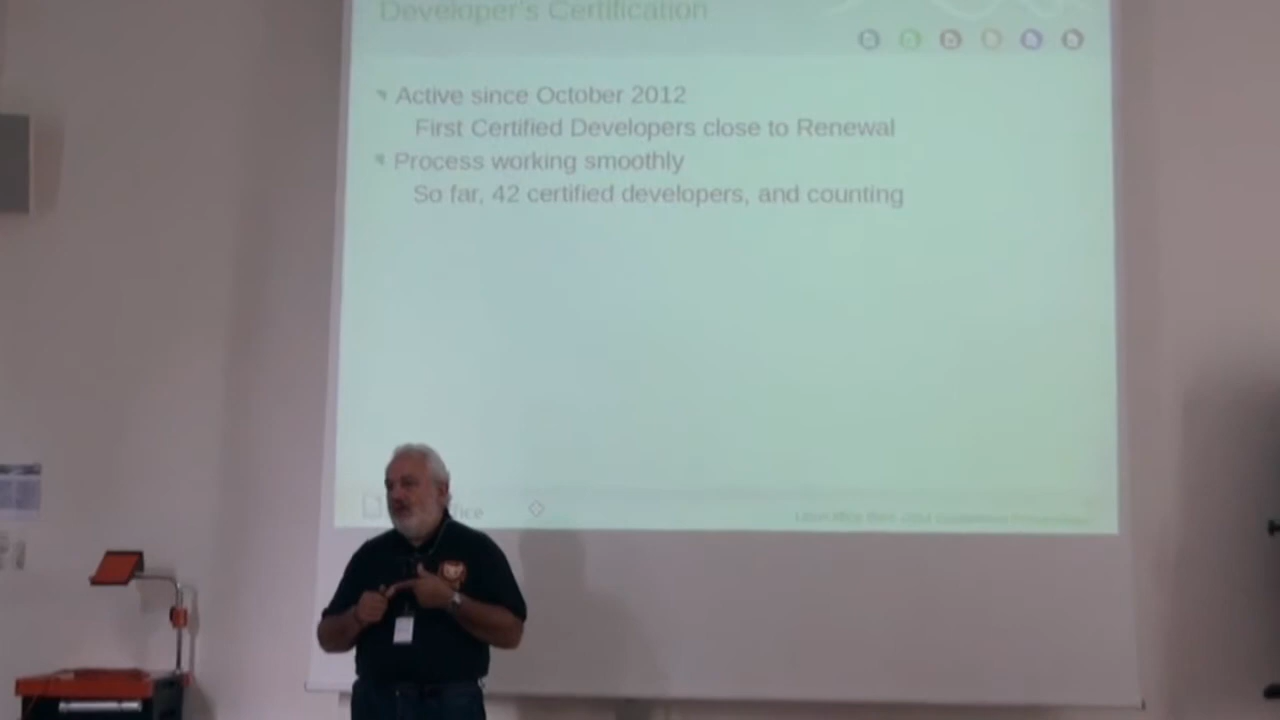 Developer's Certification
Active since October 2012
First Certified Developers close to Renewal
Process working smoothly
So far, 42 certified developers, and counting